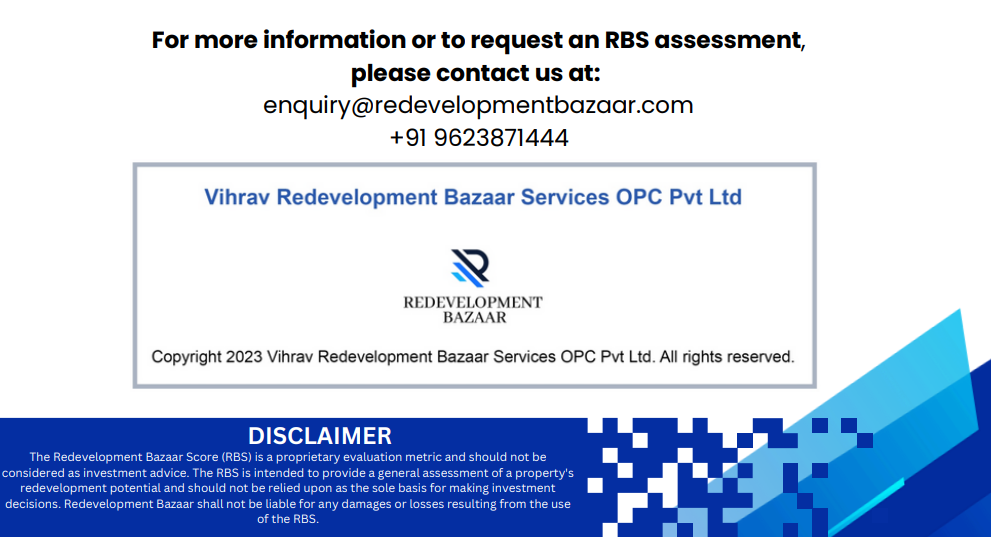 For more information or to request an RBS assessment,
please contact us at:
enquiry@redevelopmentbazaar.com
+91 9623871444
Vihrav Redevelopment Bazaar Services OPC Pvt Ltd
REDEVELOPMENT
BAZAAR
Copyright 2023 Vihrav Redevelopment Bazaar Services OPC Pvt Ltd. All rights reserved.
DISCLAIMER
The Redevelopment Bazaar Score (RBS) is a proprietary evaluation metric and should not be
considered as investment advice. The RBS is intended to provide a general assessment of a property's
redevelopment potential and should not be relied upon as the sole basis for making investment
decisions. Redevelopment Bazaar shall not be liable for any damages or losses resulting from the use
of the RBS.